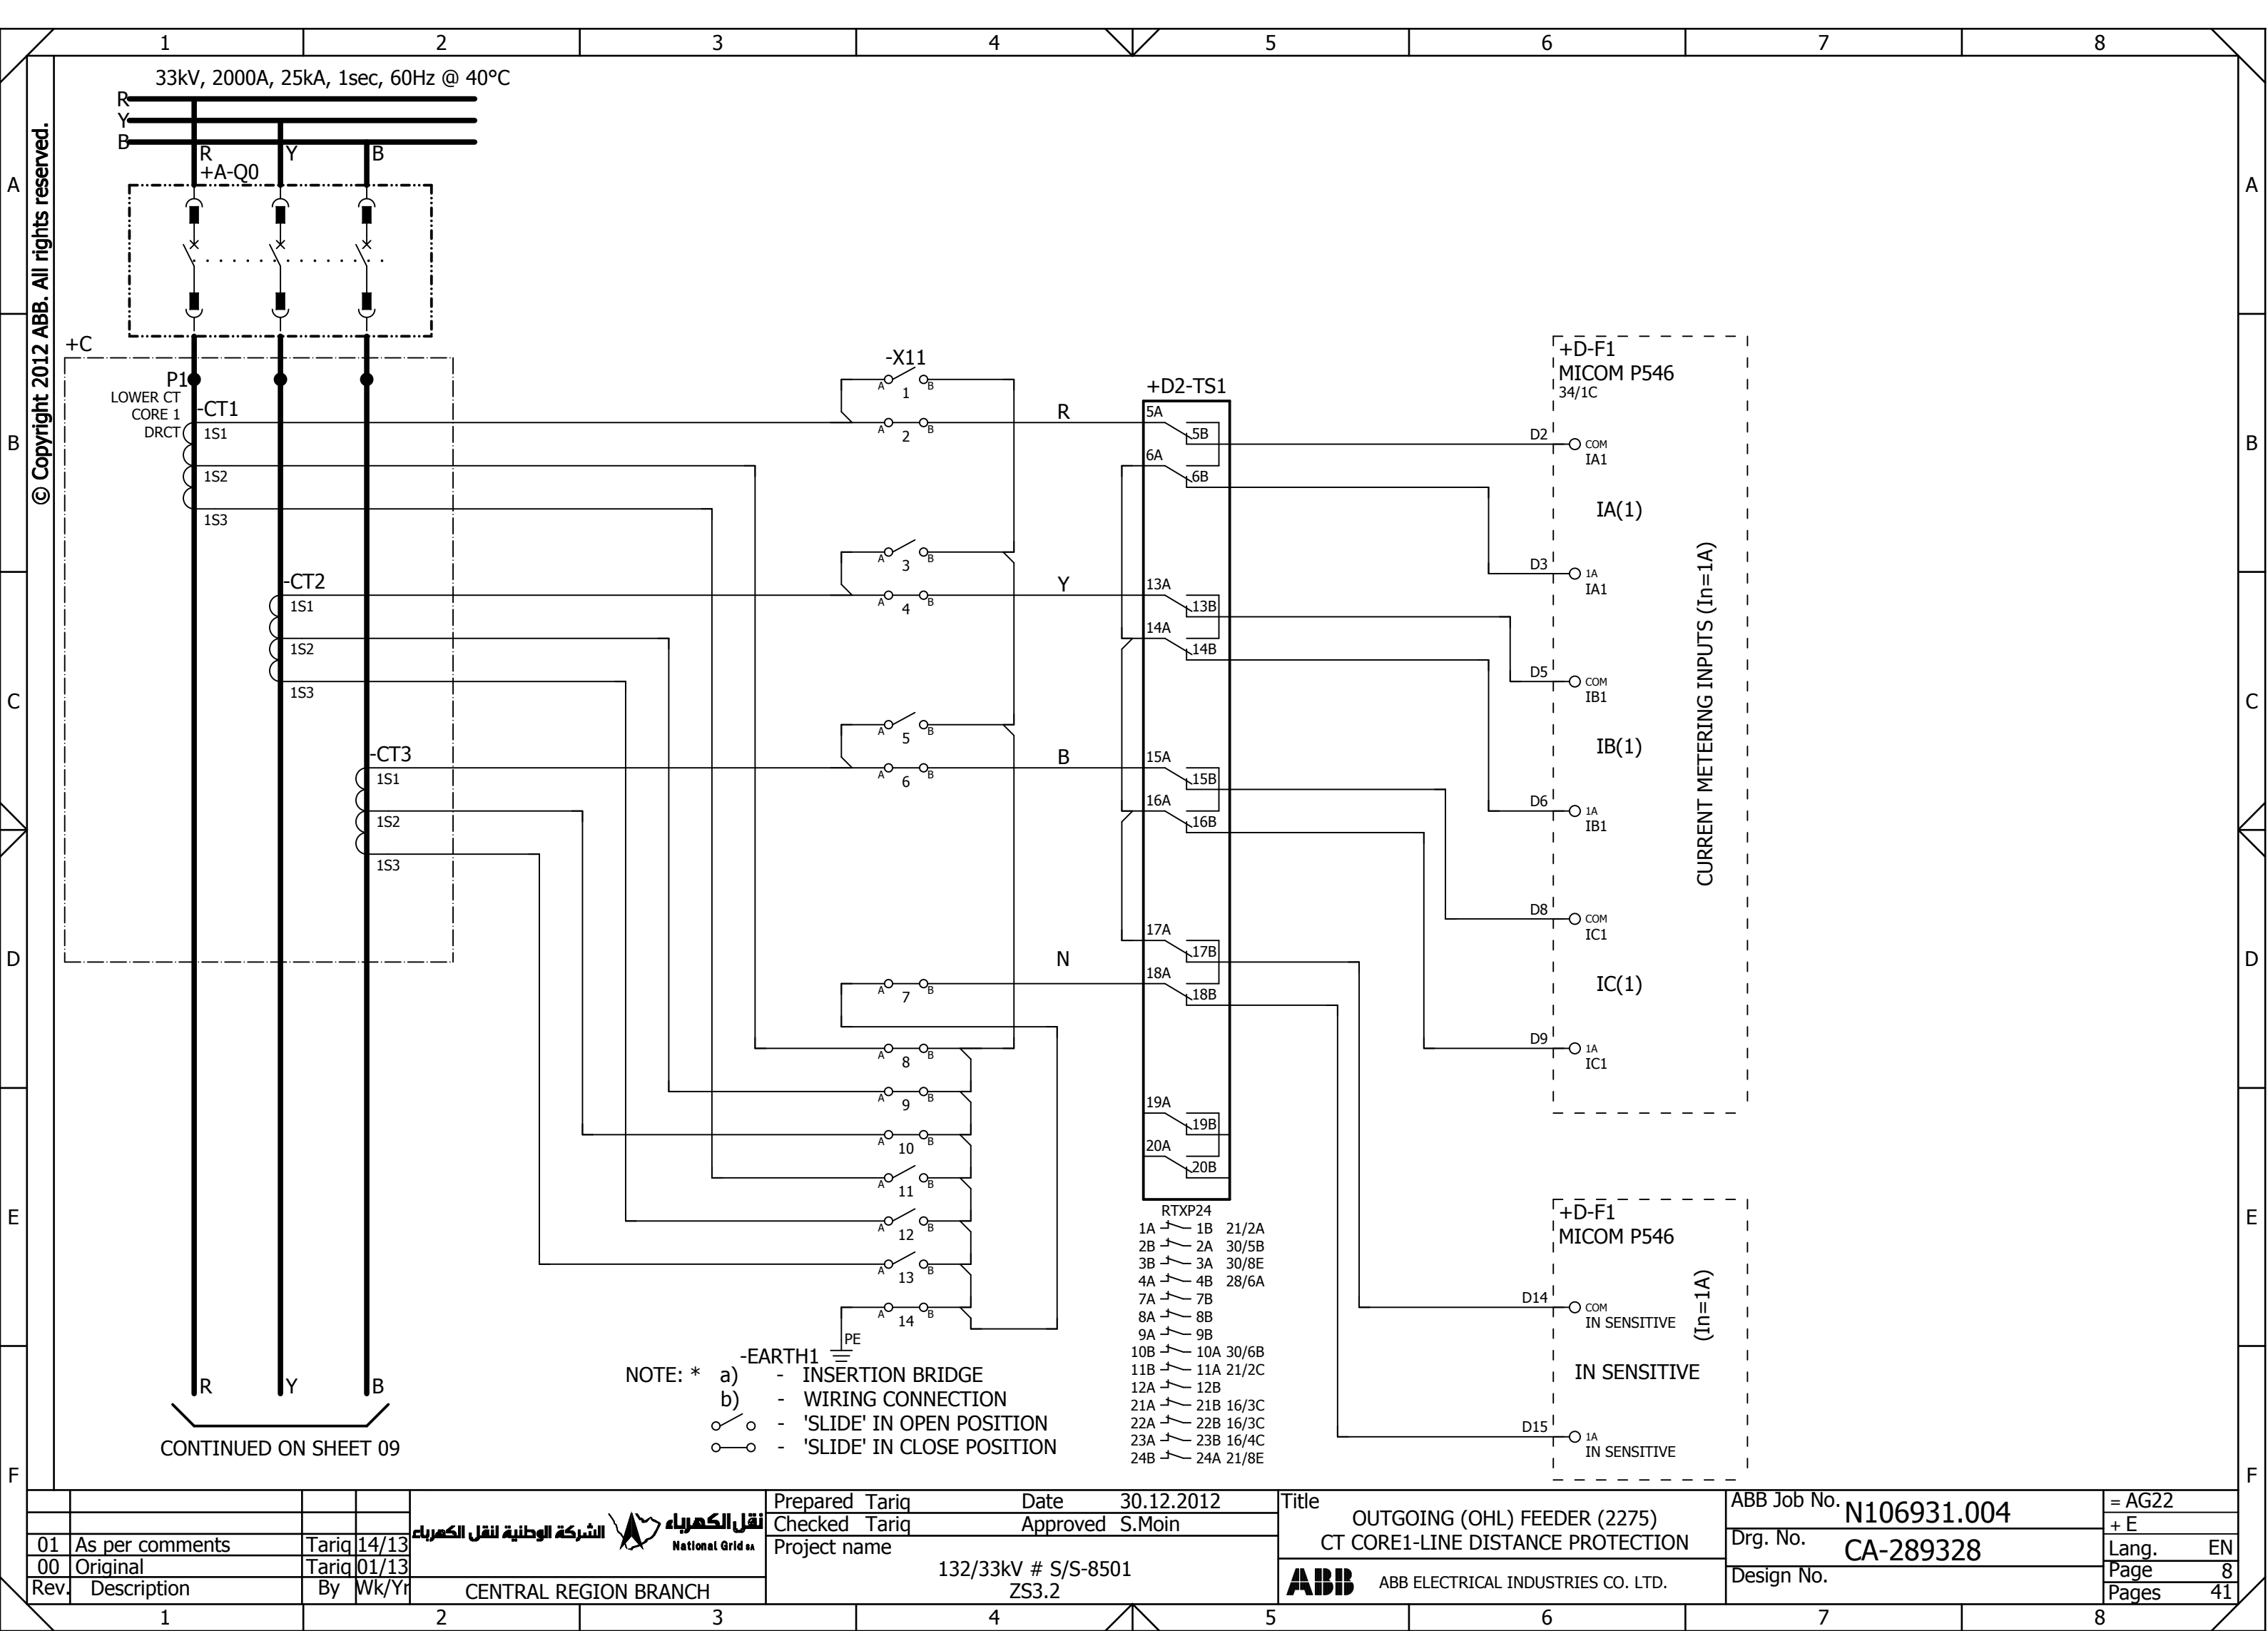 1 2 3 4 5 6 7 8
33kV, 2000A, 25kA, 1sec, 60Hz @ 40°C
R
Y
B
R Y B
+A-Q0
A A
© Copyright 2012 ABB. All rights reserved.
+C
P1
LOWER CT
CORE 1
DRCT
-CT1
1S1
1S2
1S3
-CT2
1S1
1S2
1S3
-CT3
1S1
1S2
1S3
B B
C C
D D
E E
F F
-X11
A 1 B
A 2 B
A 3 B
A 4 B
A 5 B
A 6 B
A 7 B
A 8 B
A 9 B
A 10 B
A 11 B
A 12 B
A 13 B
A 14 B
PE
-EARTH1
R
Y
B
N
+D2-TS1
5A
5B
6A
6B
13A
13B
14A
14B
15A
15B
16A
16B
17A
17B
18A
18B
19A
19B
20A
20B
RTXP24
1A 1B 21/2A
2B 2A 30/5B
3B 3A 30/8E
4A 4B 28/6A
7A 7B
8A 8B
9A 9B
10B 10A 30/6B
11B 11A 21/2C
12A 12B
21A 21B 16/3C
22A 22B 16/3C
23A 23B 16/4C
24B 24A 21/8E
+D-F1
MICOM P546
34/1C
D2 COM
IA1
IA(1)
D3 1A
IA1
D5 COM
IB1
IB(1)
D6 1A
IB1
D8 COM
IC1
IC(1)
D9 1A
IC1
CURRENT METERING INPUTS (In=1A)
+D-F1
MICOM P546
D14 COM
IN SENSITIVE
(In=1A)
IN SENSITIVE
D15 1A
IN SENSITIVE
R Y B
CONTINUED ON SHEET 09
NOTE: * a) - INSERTION BRIDGE
b) - WIRING CONNECTION
- 'SLIDE' IN OPEN POSITION
- 'SLIDE' IN CLOSE POSITION
01 As per comments Tariq 14/13
00 Original Tariq 01/13
Rev. Description By Wk/Yr
الشركة الوطنية لنقل الكهرباء
نقل الكهرباء
National Grid SA
CENTRAL REGION BRANCH
Prepared Tariq Date 30.12.2012
Checked Tariq Approved S.Moin
Project name
132/33kV # S/S-8501
ZS3.2
Title
OUTGOING (OHL) FEEDER (2275)
CT CORE1-LINE DISTANCE PROTECTION
ABB ABB ELECTRICAL INDUSTRIES CO. LTD.
ABB Job No. N106931.004
Drg. No. CA-289328
Design No.
= AG22
+ E
Lang. EN
Page 8
Pages 41
1 2 3 4 5 6 7 8